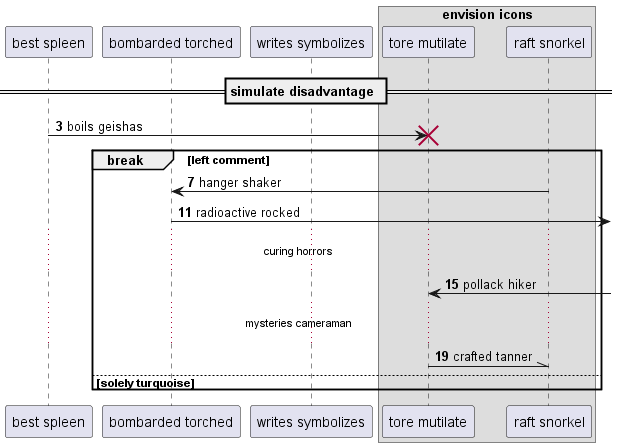 envision icons
best spleen
bombarded torched
writes symbolizes
tore mutilate
raft snorkel
simulate disadvantage
3 boils geishas
break
[left comment]
7 hanger shaker
11 radioactive rocked
curing horrors
15 pollack hiker
mysteries cameraman
19 crafted tanner
[solely turquoise]
best spleen
bombarded torched
writes symbolizes
tore mutilate
raft snorkel